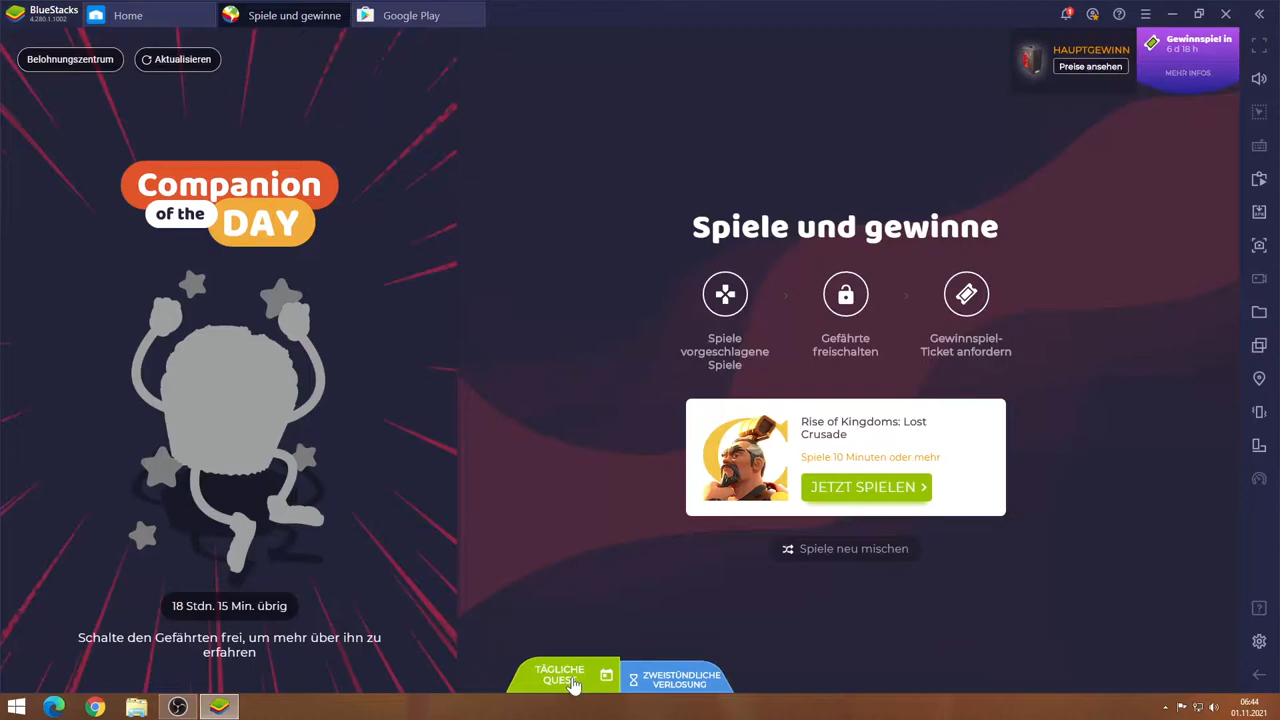 BlueStacks
4.280.1.1002
Home
Spiele und gewinne
Google Play
Belohnungszentrum
Aktualisieren
HAUPTGEWINN
Preise ansehen
Gewinnspiel in
6 d 18 h
MEHR INFOS
Companion
of the
DAY
18 Stdn. 15 Min. übrig
Schalte den Gefährten frei, um mehr über ihn zu
erfahren
Spiele und gewinne
Spiele
vorgeschlagene
Spiele
Gefährte
freischalten
Gewinnspiel-
Ticket anfordern
Rise of Kingdoms: Lost
Crusade
Spiele 10 Minuten oder mehr
JETZT SPIELEN
Spiele neu mischen
TÄGLICHE
ZWEISTÜNDLICHE
VERLOSUNG
06:44
01.11.2021